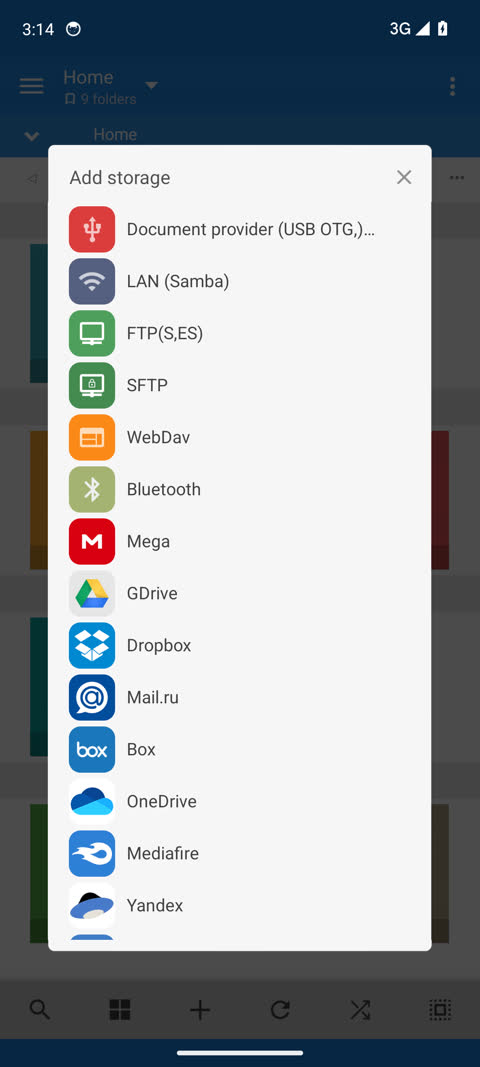 3:14
3G
Home
9 folders
Home
Add storage
Document provider (USB OTG,)...
LAN (Samba)
FTP(S,ES)
SFTP
WebDav
Bluetooth
Mega
GDrive
Dropbox
Mail.ru
box Box
OneDrive
Mediafire
Yandex